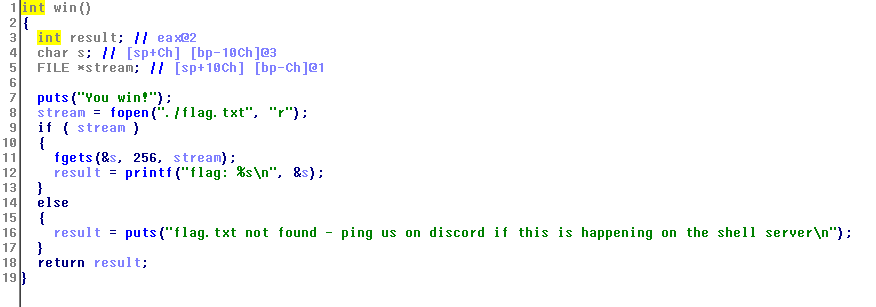 1 int win()
2 {
3   int result; // eax@2
4   char s; // [sp+Ch] [bp-10Ch]@3
5   FILE *stream; // [sp+10Ch] [bp-Ch]@1
6
7   puts("You win!");
8   stream = fopen("./flag.txt", "r");
9   if ( stream )
10   {
11     fgets(&s, 256, stream);
12     result = printf("flag: %s\n", &s);
13   }
14   else
15   {
16     result = puts("flag.txt not found - ping us on discord if this is happening on the shell server\n");
17   }
18   return result;
19 }